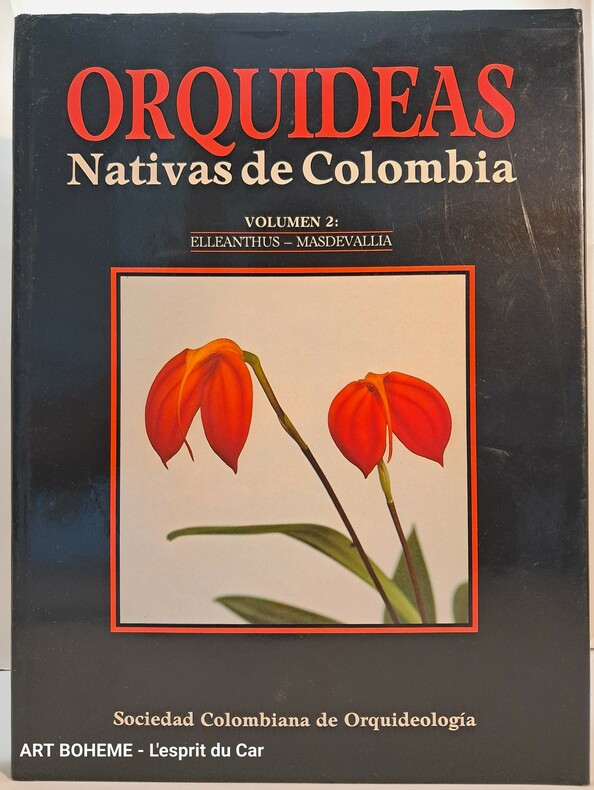 ORQUIDEAS
Nativas de Colombia
VOLUMEN 2:
ELLEANTHUS – MASDEVALLIA
Sociedad Colombiana de Orquideología
ART BOHEME - L'esprit du Car